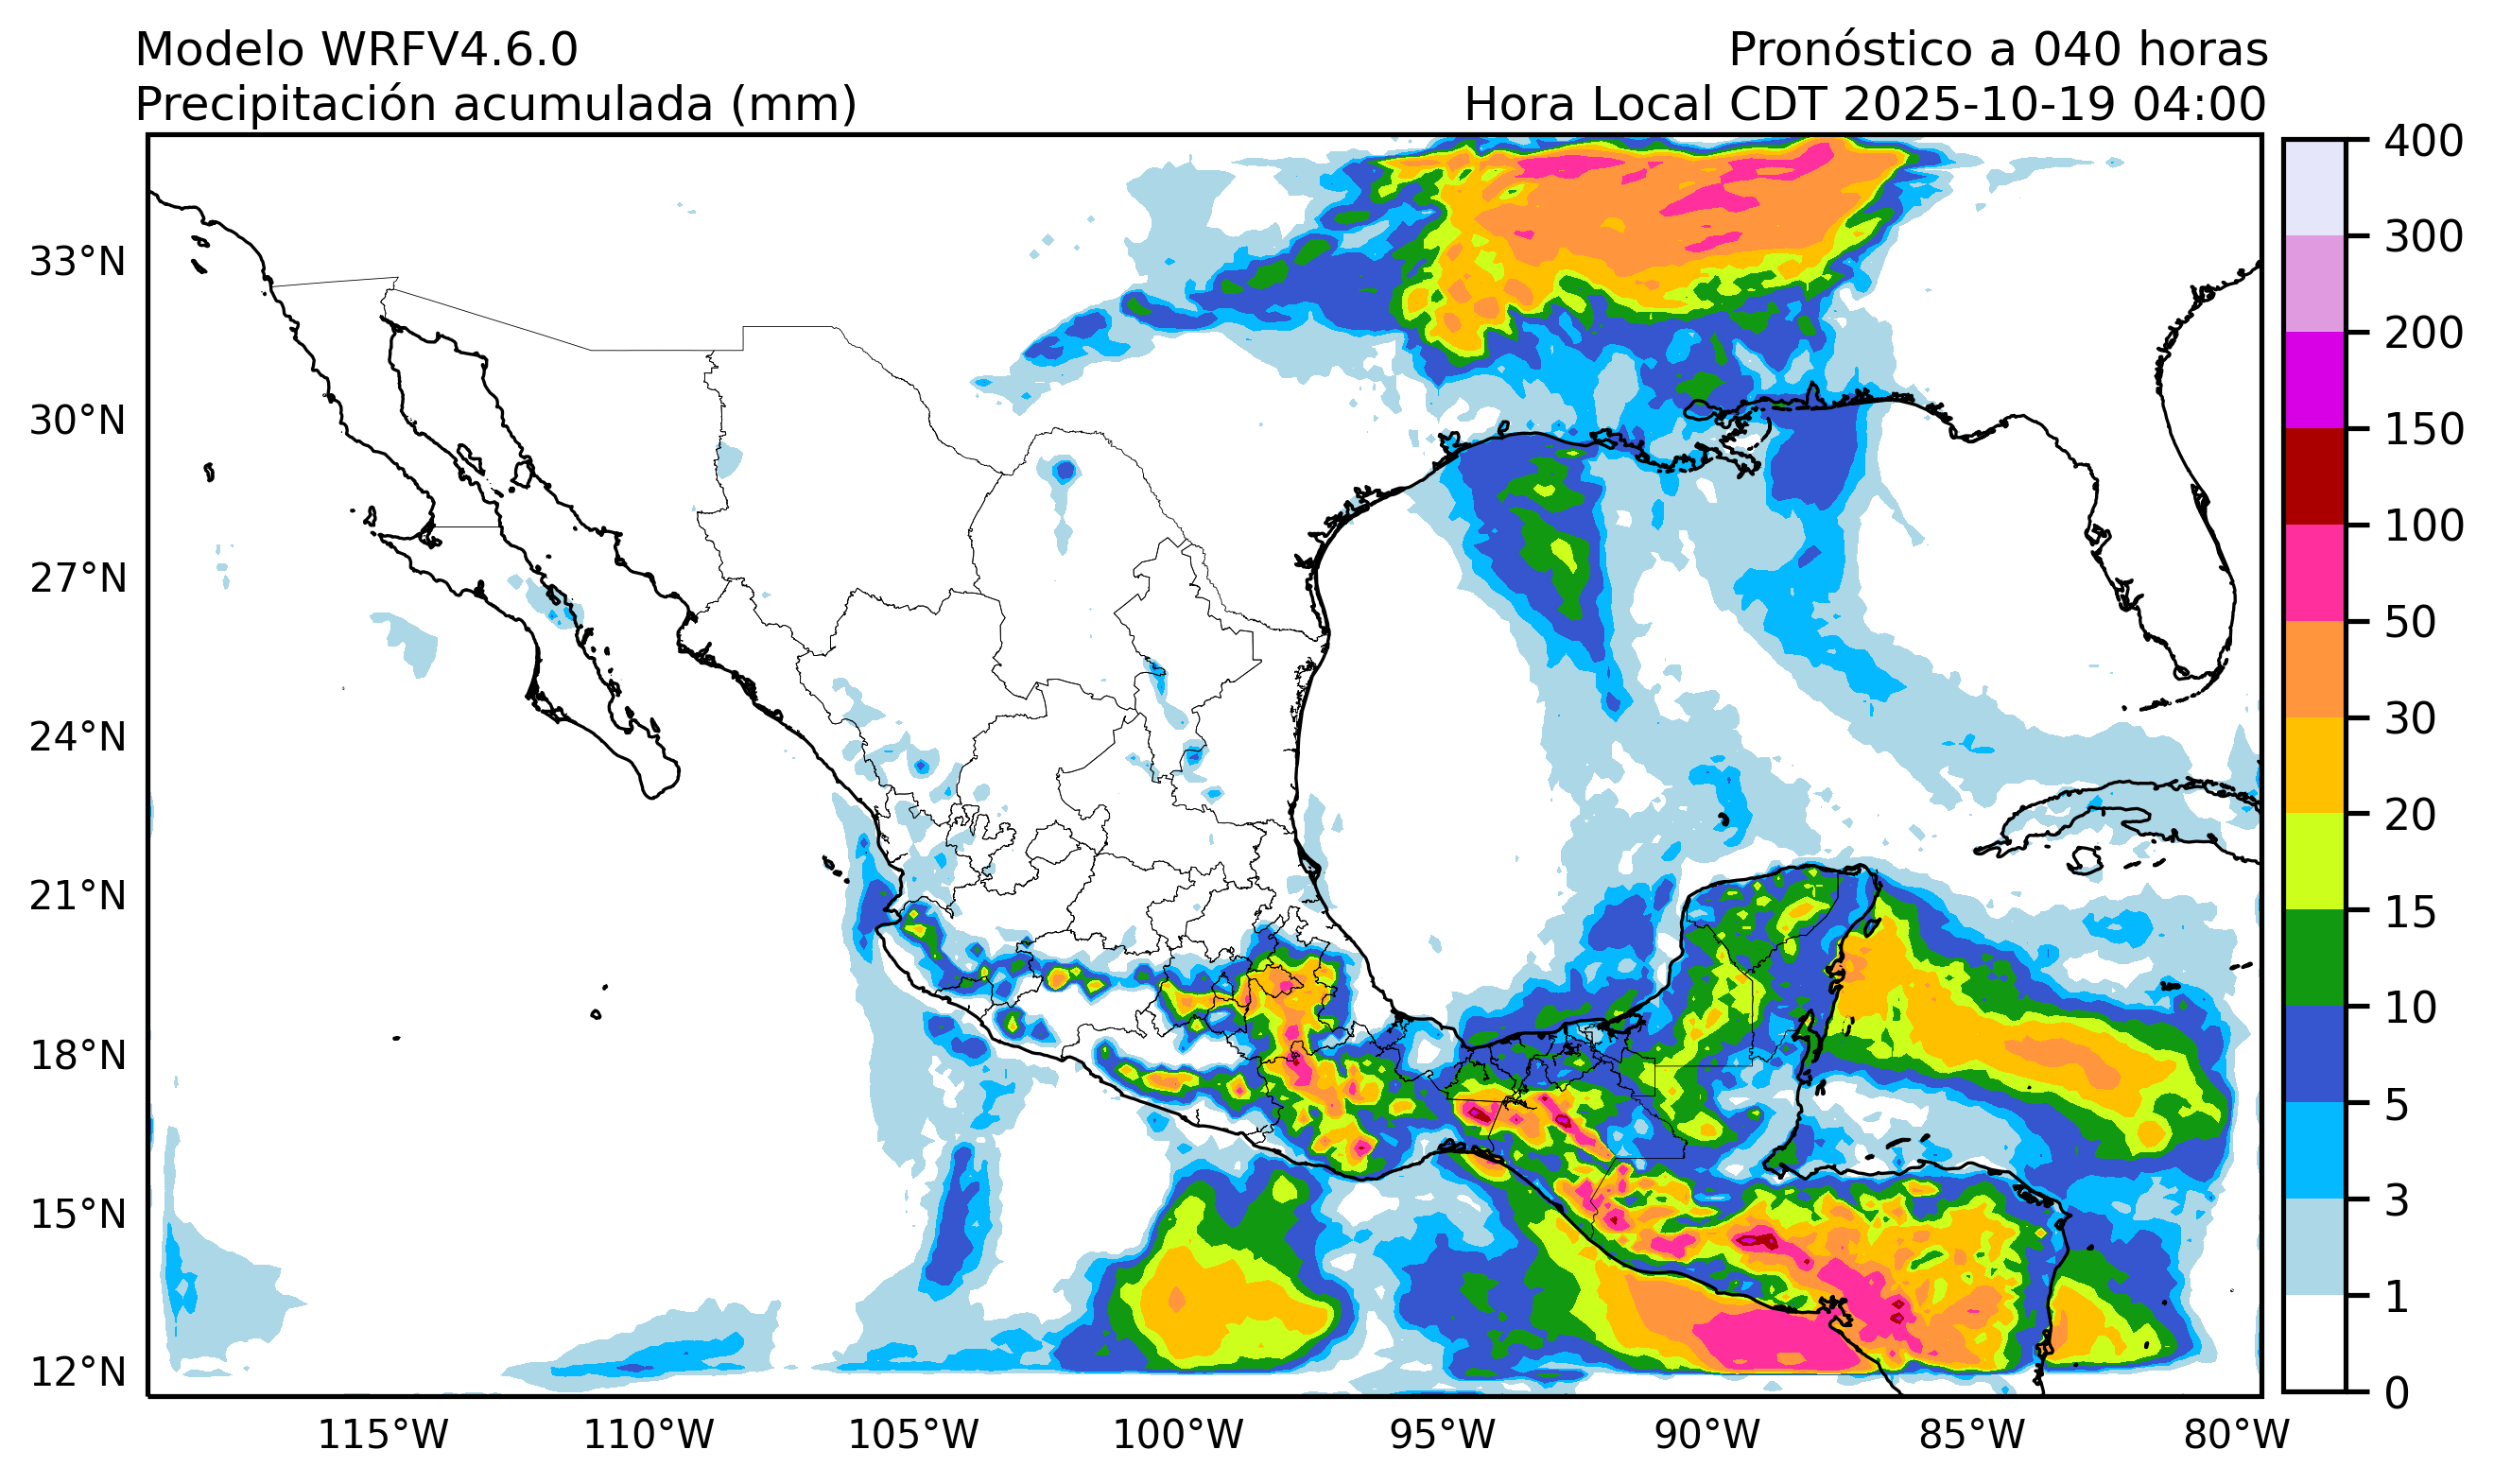 Modelo WRFV4.6.0
Pronóstico a 040 horas
Precipitación acumulada (mm)
Hora Local CDT 2025-10-19 04:00
400
300
200
150
100
50
30
20
15
10
5
3
1
0
33°N
30°N
27°N
24°N
21°N
18°N
15°N
12°N
115°W
110°W
105°W
100°W
95°W
90°W
85°W
80°W